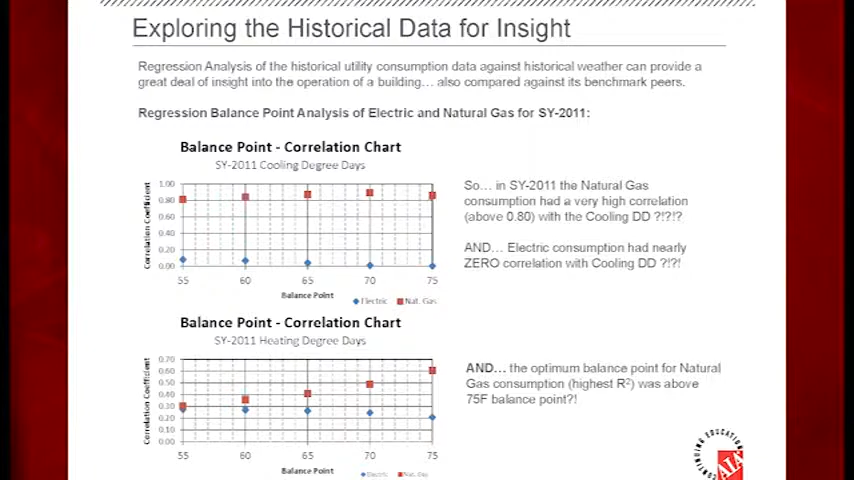 Exploring the Historical Data for Insight
Regression Analysis of the historical utility consumption data against historical weather can provide a
great deal of insight into the operation of a building… also compared against its benchmark peers.
Regression Balance Point Analysis of Electric and Natural Gas for SY-2011:
Balance Point - Correlation Chart
SY-2011 Cooling Degree Days
Correlation Coefficient
1.00
0.80
0.60
0.40
0.20
0.00
55 60 65 70 75
Balance Point
Electric Nat. Gas
So… in SY-2011 the Natural Gas
consumption had a very high correlation
(above 0.80) with the Cooling DD ?!?!?
AND… Electric consumption had nearly
ZERO correlation with Cooling DD ?!?!
Balance Point - Correlation Chart
SY-2011 Heating Degree Days
Correlation Coefficient
0.70
0.60
0.50
0.40
0.30
0.20
0.10
0.00
55 60 65 70 75
Balance Point
Electric Nat. Gas
AND… the optimum balance point for Natural
Gas consumption (highest R²) was above
75F balance point?!
CONTINUING EDUCATION
AIA